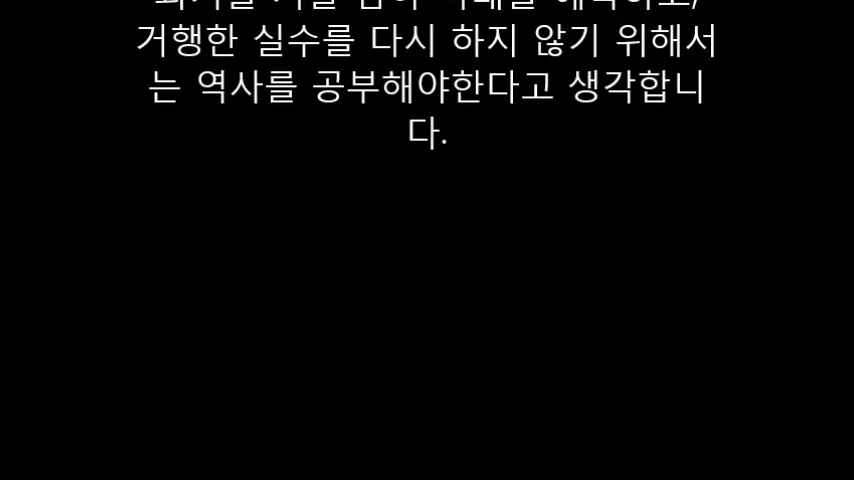 거행한 실수를 다시 하지 않기 위해서
는 역사를 공부해야한다고 생각합니
다.